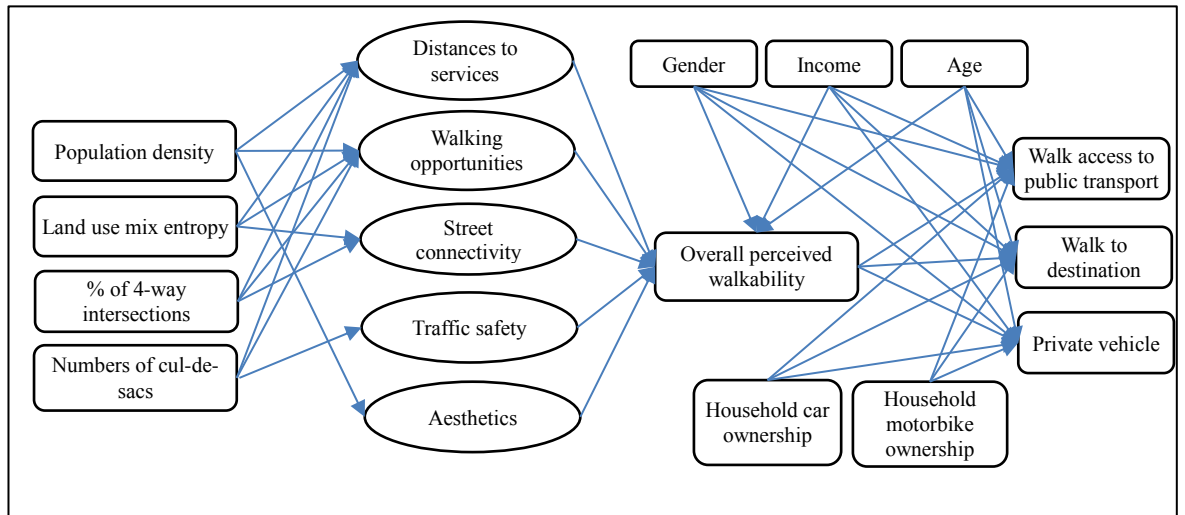 Distances to
services
Gender
Income
Age
Population density
Walking
opportunities
Walk access to
public transport
Land use mix entropy
Street
connectivity
Overall perceived
walkability
Walk to
destination
% of 4-way
intersections
Traffic safety
Private vehicle
Numbers of cul-de-
sacs
Aesthetics
Household car
ownership
Household
motorbike
ownership